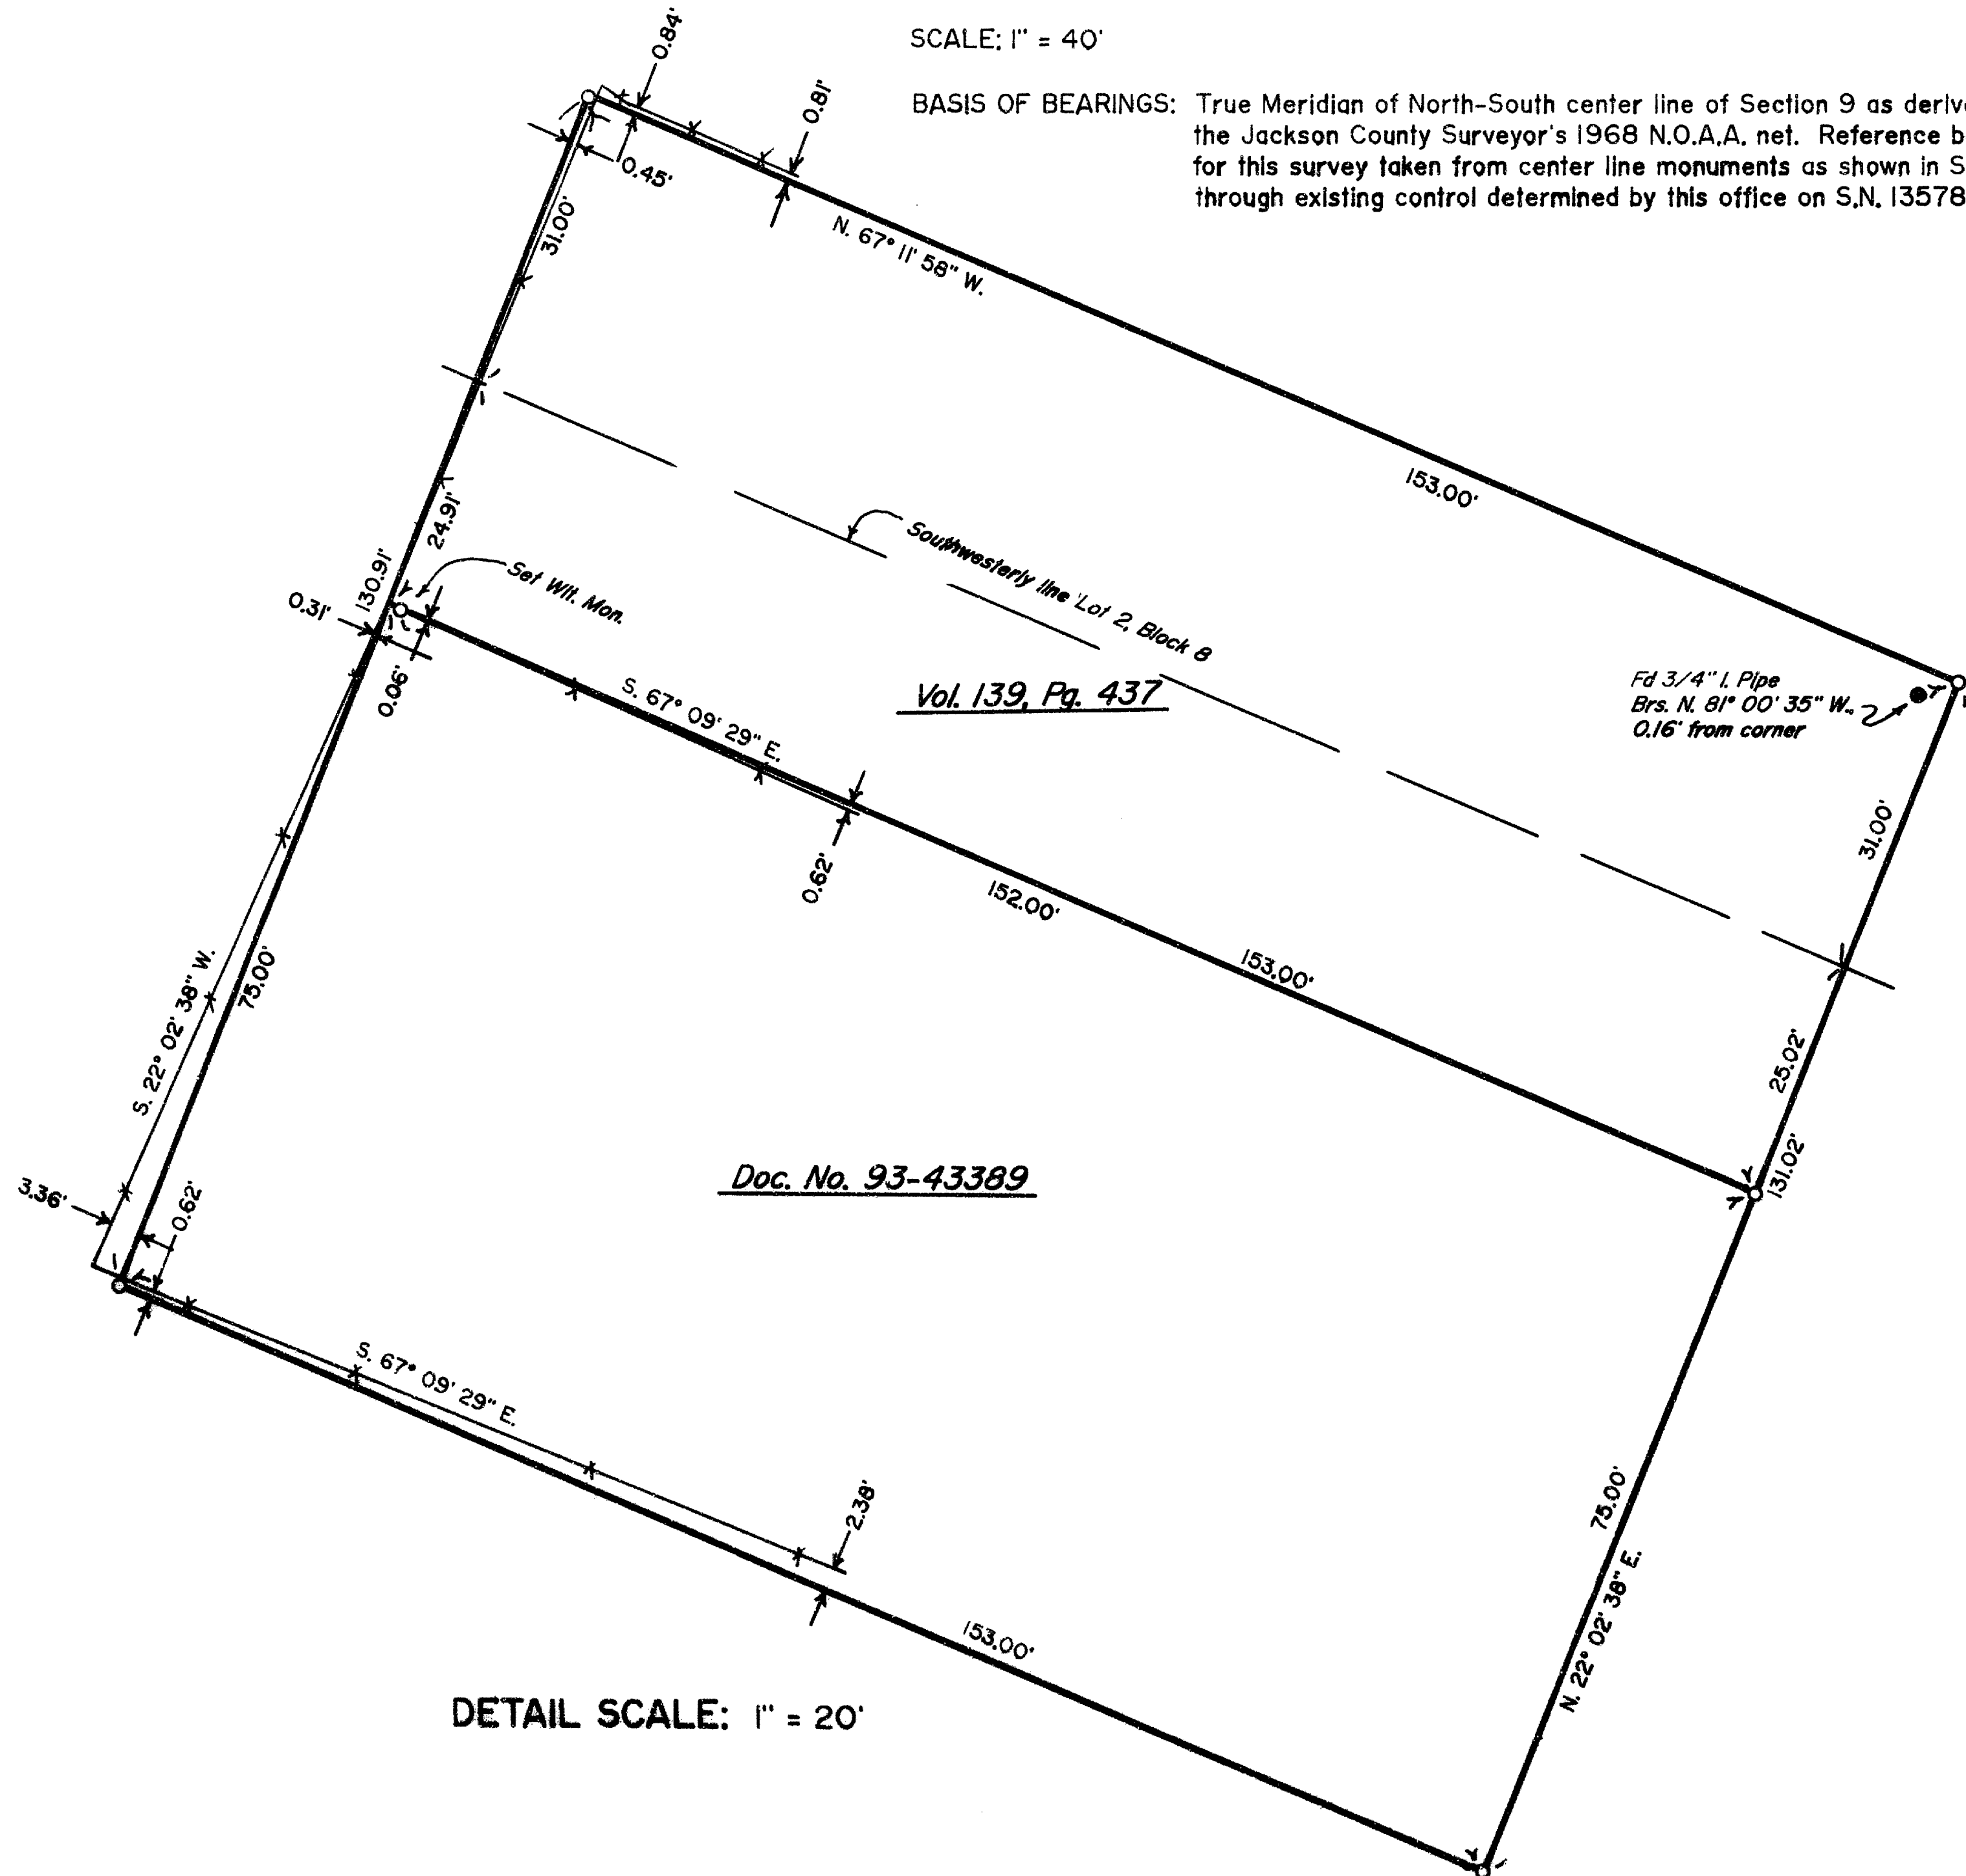 SCALE: 1" = 40'
BASIS OF BEARINGS: True Meridian of North-South center line of Section 9 as
the Jackson County Surveyor's 1968 N.O.A.A. net. Reference
for this survey taken from center line monuments as shown in
through existing control determined by this office on S.N. 13578
0.84'
0.81'
0.45'
31.00'
N. 67° 11' 58" W.
153.00'
24.91'
130.91'
Set Wit. Mon.
0.31'
0.06'
Southwesterly line Lot 2, Block 8
S. 67° 09' 29" E.
Vol. 139, Pg. 437
Fd 3/4" I. Pipe
Brs. N. 81° 00' 35" W.,
0.16' from corner
31.00'
0.62'
152.00'
153.00'
75.00'
S. 22° 02' 38" W.
25.02'
131.02'
Doc. No. 93-43389
3.36'
0.62'
S. 67° 09' 29" E.
2.38'
75.00'
N. 22° 02' 38" E.
153.00'
DETAIL SCALE: 1" = 20'